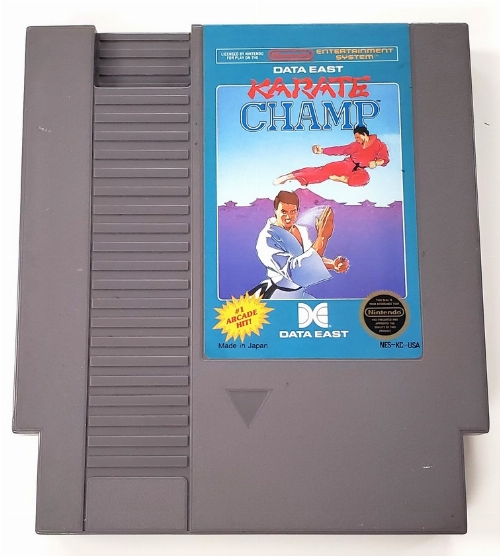 LICENSED BY NINTENDO
FOR PLAY ON THE
ENTERTAINMENT
SYSTEM
DATA EAST
KARATE
CHAMP
#1
ARCADE
HIT!
DATA EAST
Nintendo
Made in Japan
NES-KC-USA